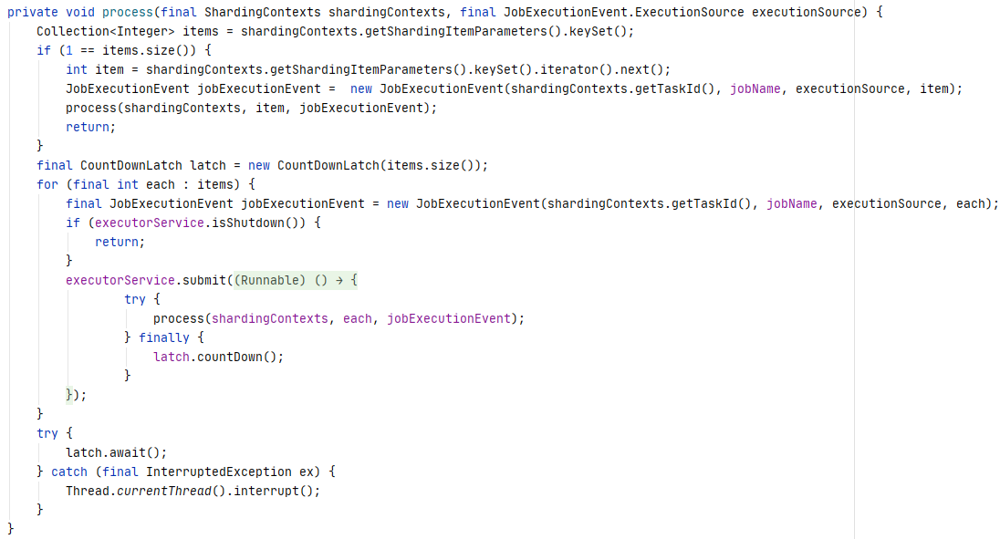 private void process(final ShardingContexts shardingContexts, final JobExecutionEvent.ExecutionSource executionSource) {
    Collection<Integer> items = shardingContexts.getShardingItemParameters().keySet();
    if (1 == items.size()) {
        int item = shardingContexts.getShardingItemParameters().keySet().iterator().next();
        JobExecutionEvent jobExecutionEvent =  new JobExecutionEvent(shardingContexts.getTaskId(), jobName, executionSource, item);
        process(shardingContexts, item, jobExecutionEvent);
        return;
    }
    final CountDownLatch latch = new CountDownLatch(items.size());
    for (final int each : items) {
        final JobExecutionEvent jobExecutionEvent = new JobExecutionEvent(shardingContexts.getTaskId(), jobName, executionSource, each);
        if (executorService.isShutdown()) {
            return;
        }
        executorService.submit((Runnable) () → {
                try {
                    process(shardingContexts, each, jobExecutionEvent);
                } finally {
                    latch.countDown();
                }
        });
    }
    try {
        latch.await();
    } catch (final InterruptedException ex) {
        Thread.currentThread().interrupt();
    }
}